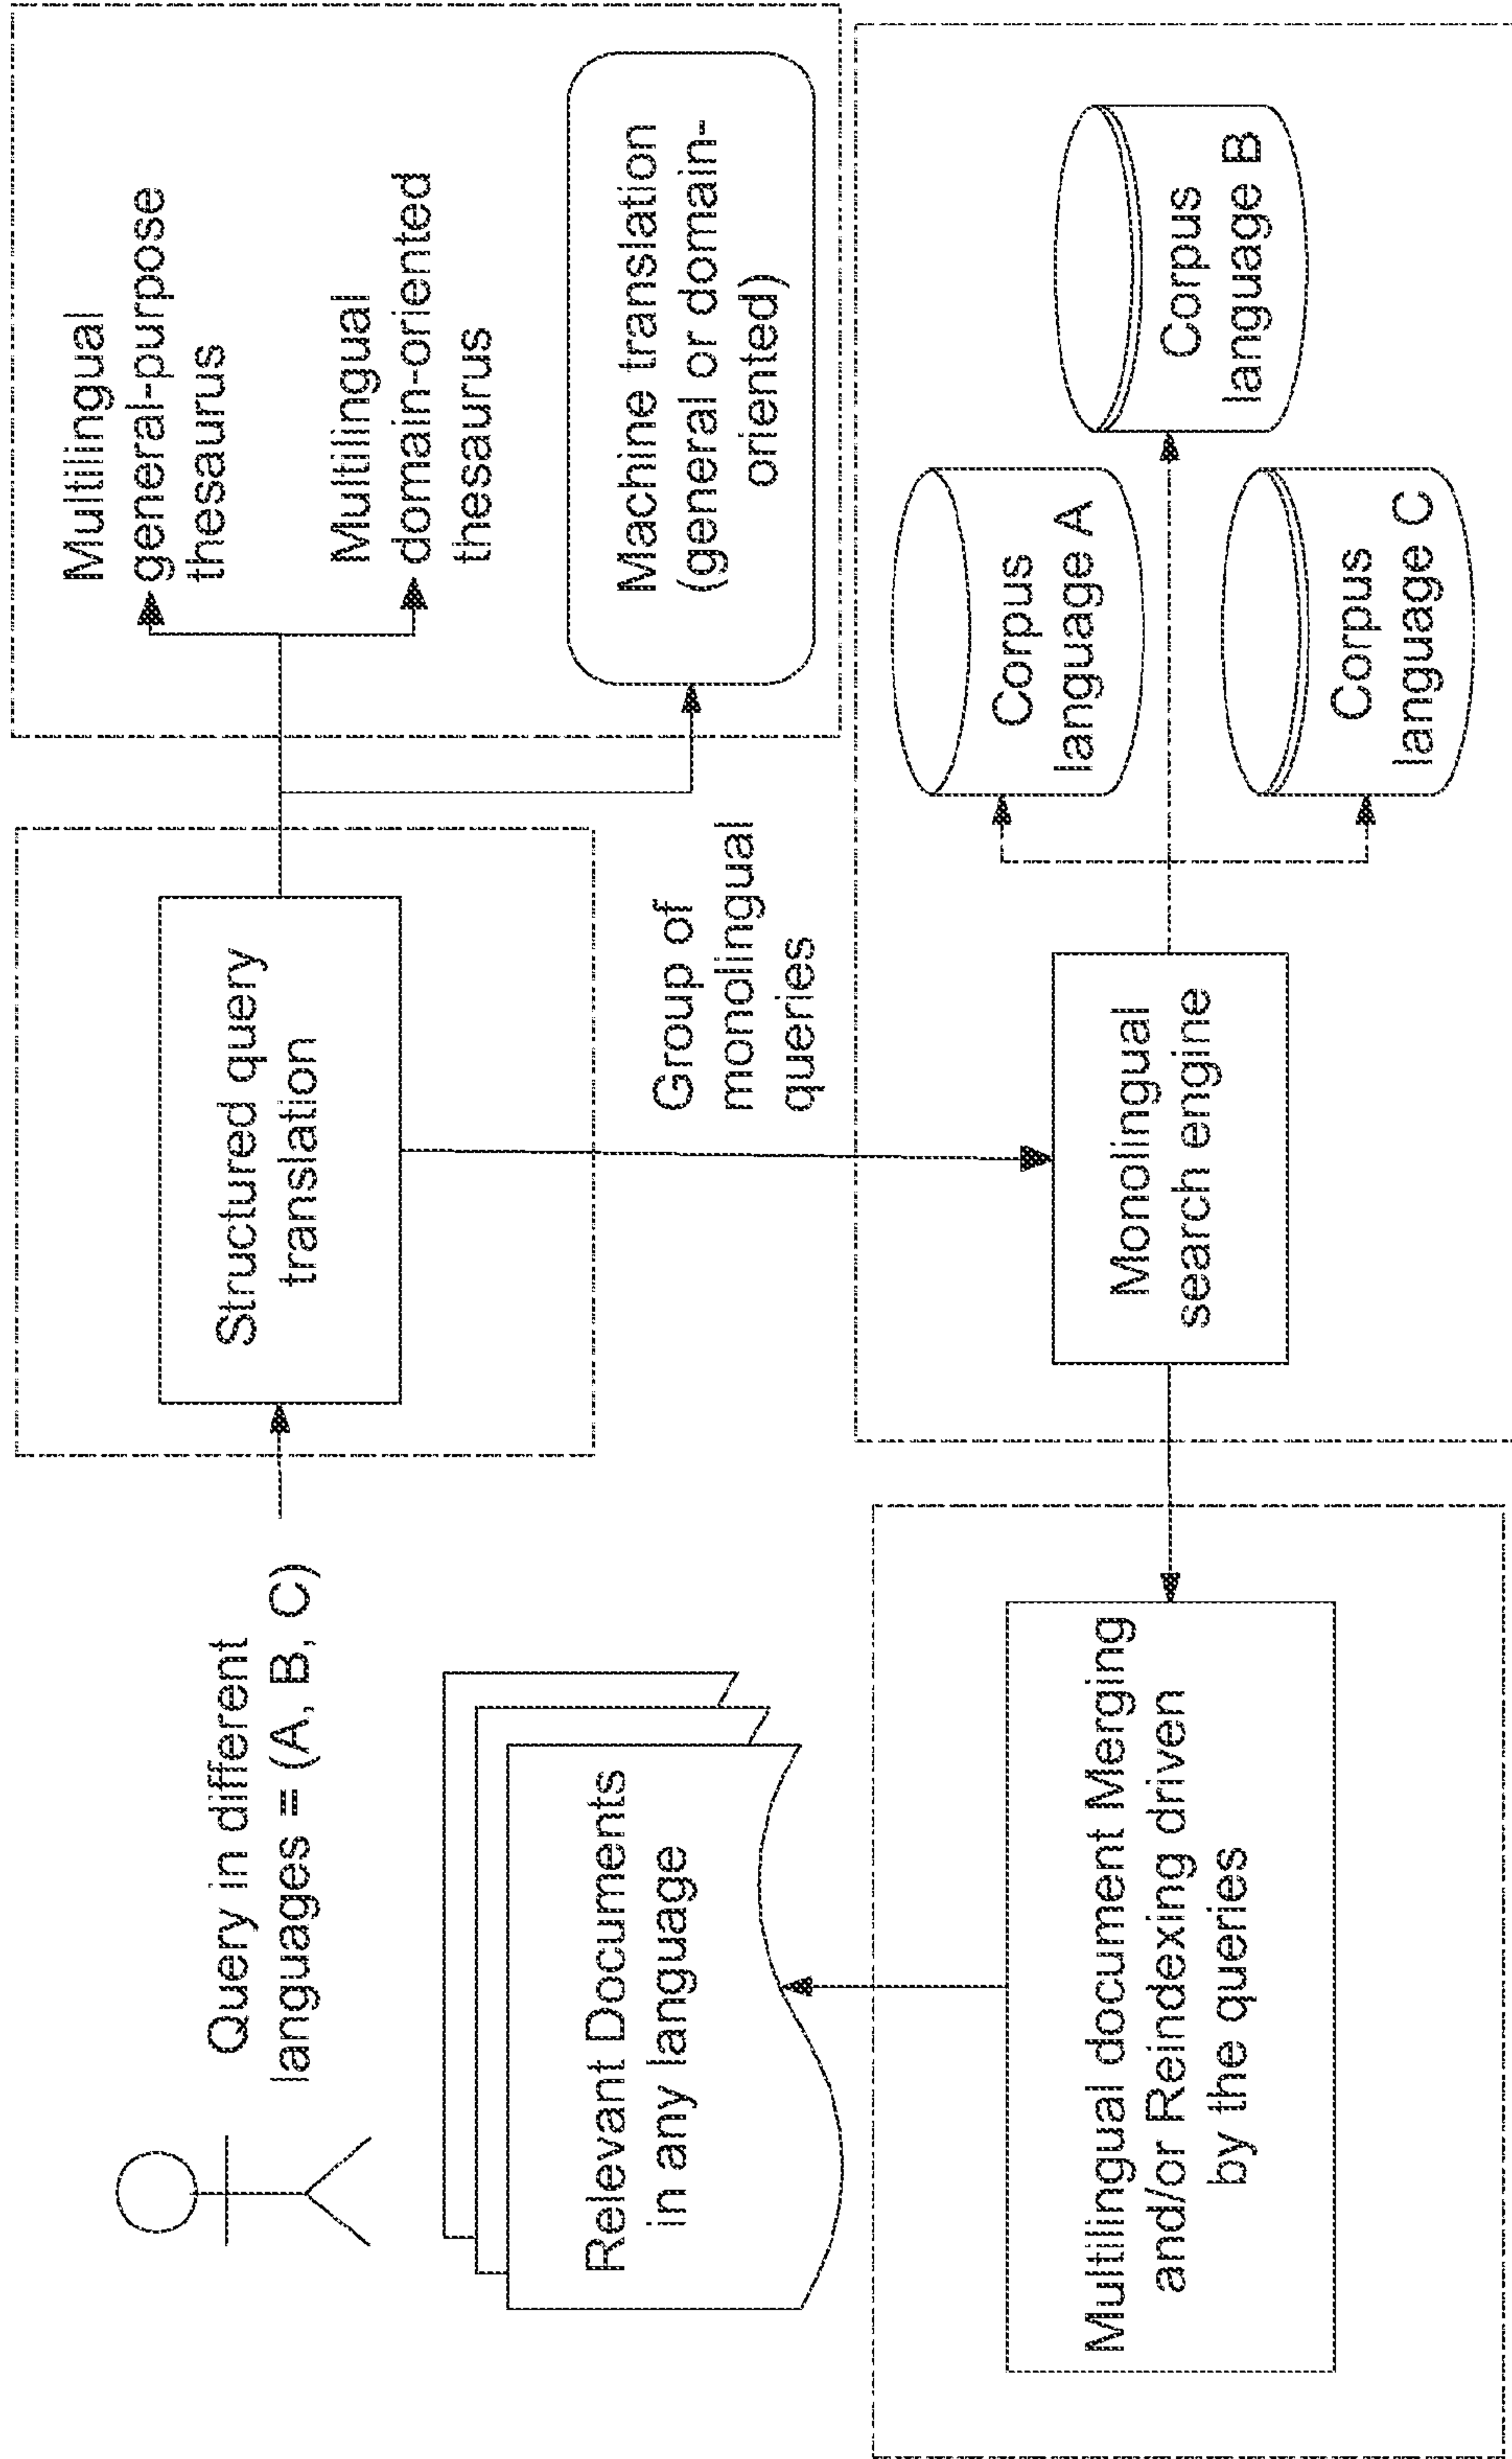 Query in different
languages = (A, B, C)
Structured query
translation
Multilingual
general-purpose
thesaurus
Multilingual
domain-oriented
thesaurus
Machine translation
(general or domain-
oriented)
Group of
monolingual
queries
Relevant Documents
in any language
Multilingual document Merging
and/or Reindexing driven
by the queries
Monolingual
search engine
Corpus
language A
Corpus
language B
Corpus
language C